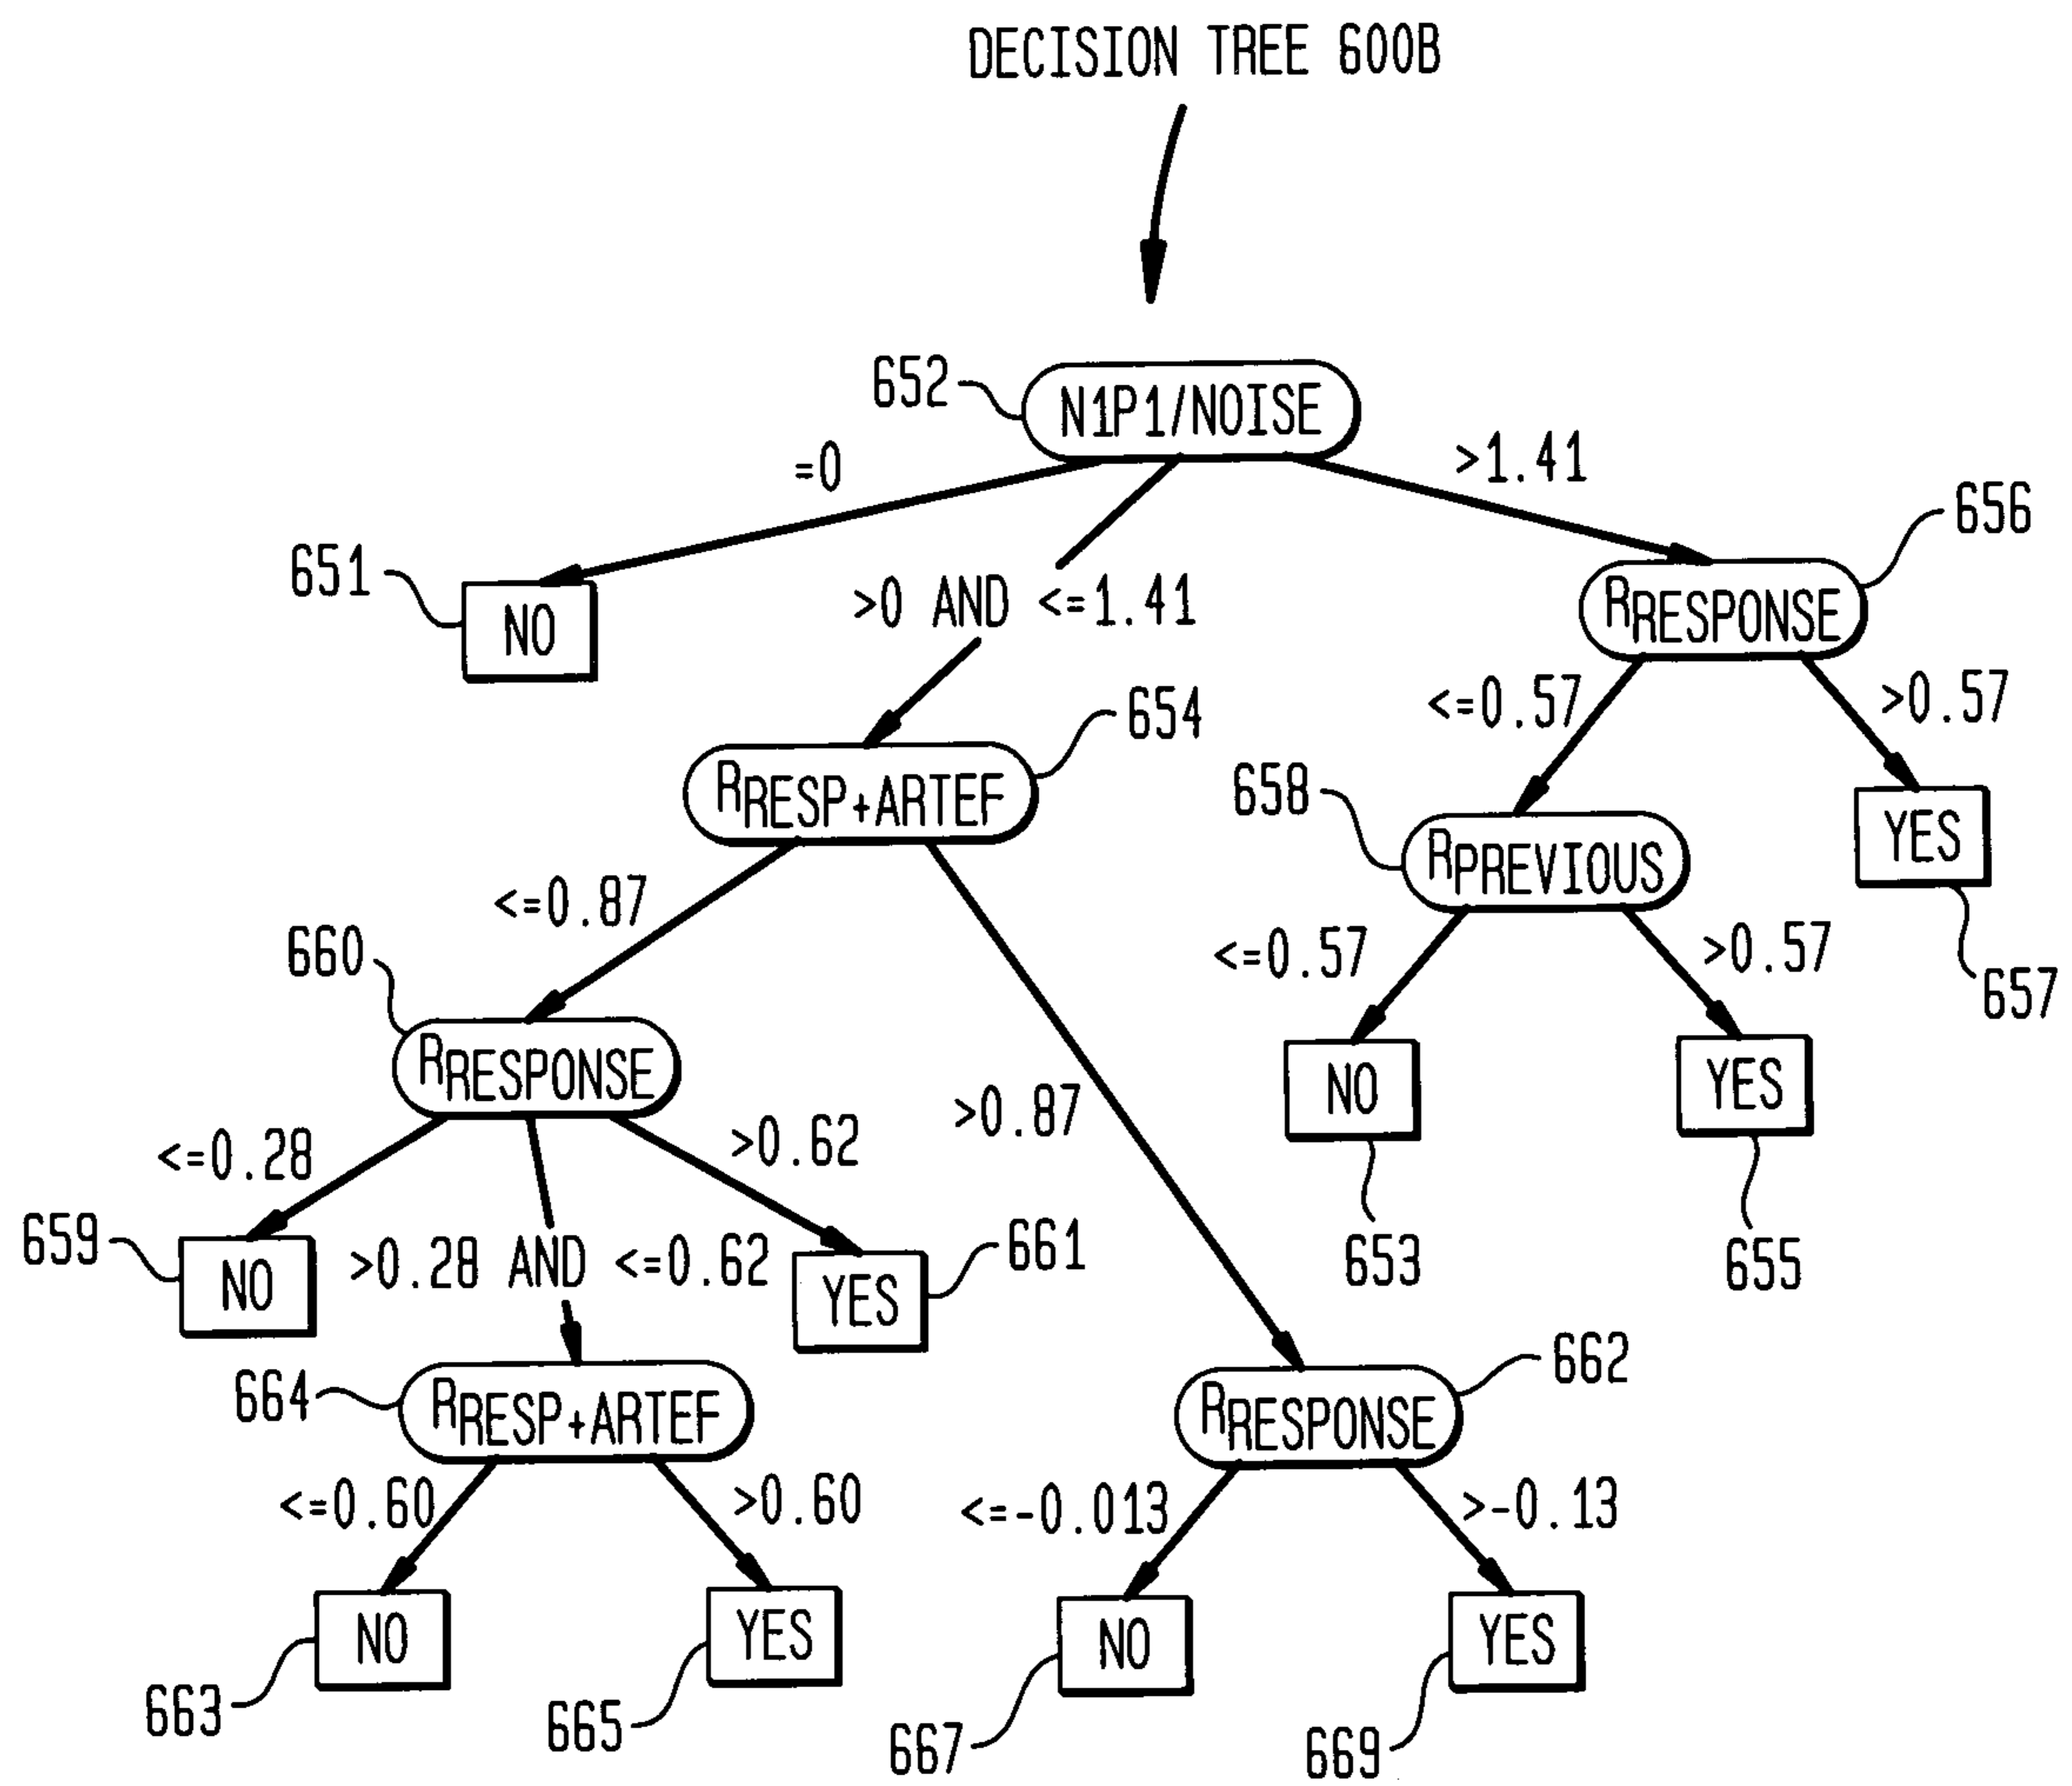 DECISION TREE 600B
652
N1P1/NOISE
=0
>1.41
656
651
NO
>0 AND <=1.41
RRESPONSE
654
<=0.57
>0.57
RRESP+ARTEF
658
YES
RPREVIOUS
<=0.87
660
<=0.57
>0.57
657
RRESPONSE
NO
YES
>0.87
<=0.28
>0.62
659
NO
>0.28 AND <=0.62
YES
661
653
655
664
RRESP+ARTEF
662
RRESPONSE
<=0.60
>0.60
<=-0.013
>-0.13
NO
YES
NO
YES
663
665
667
669